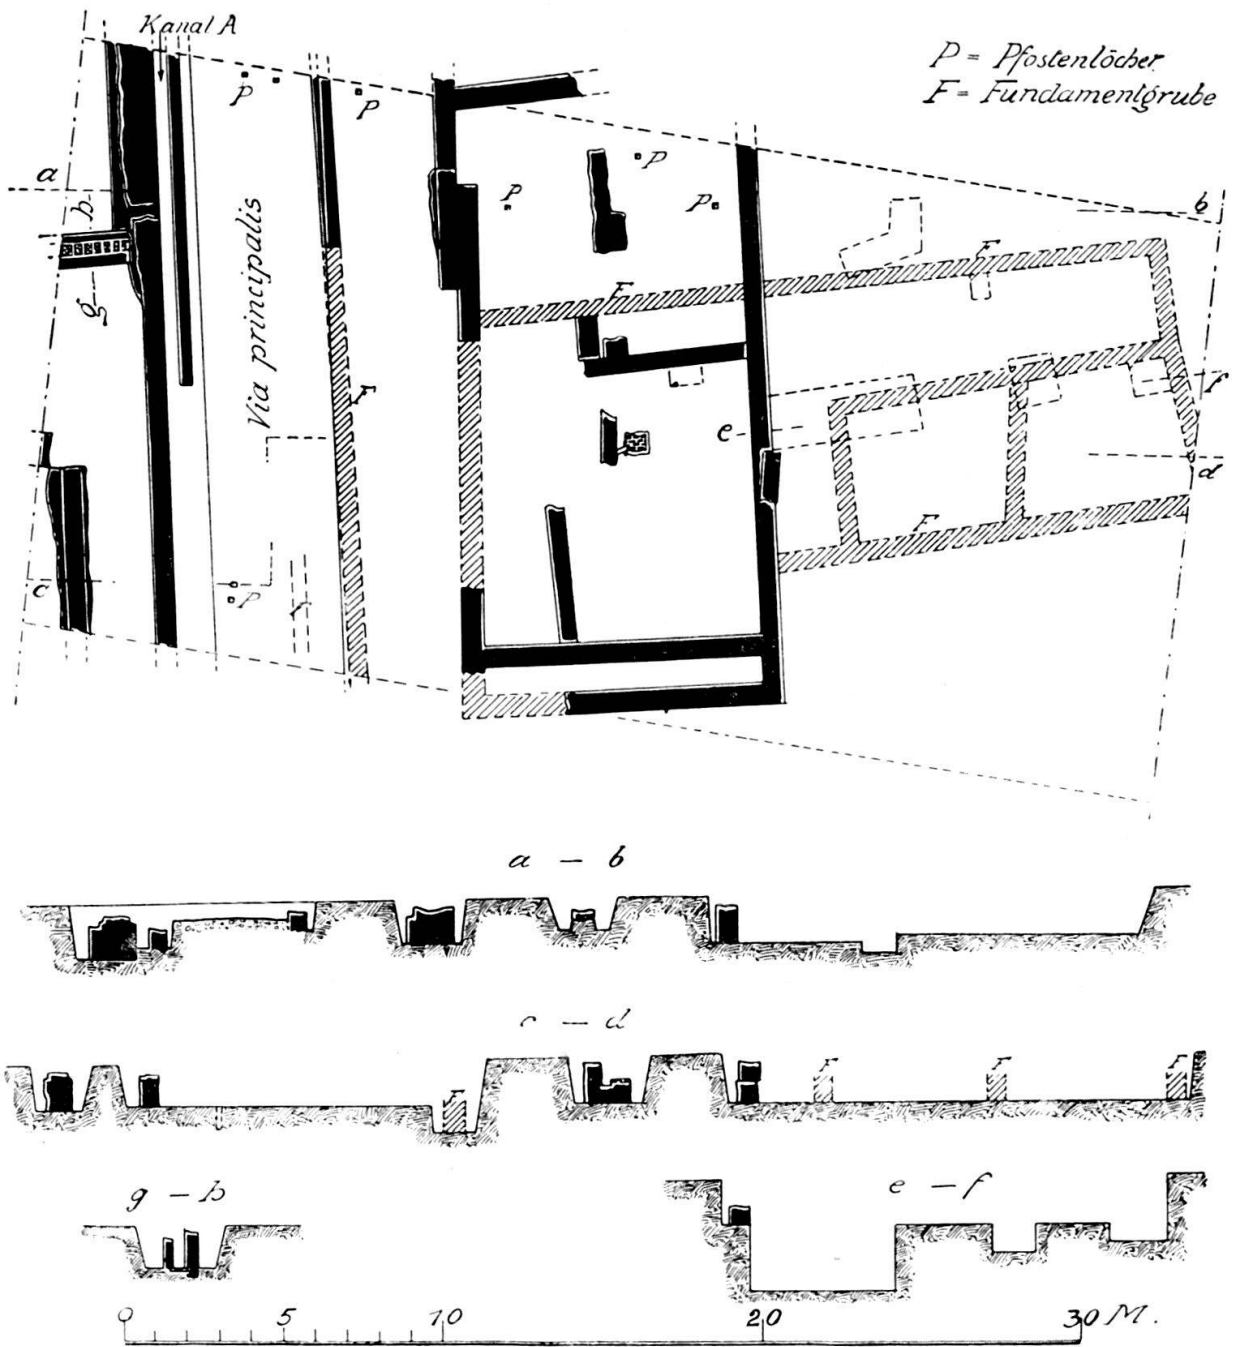 Kanal A
P = Pfostenlöcher
F = Fundamentgrube
P
P
P
P
P
a
h
b
g
Via principalis
F
F
F
e
f
d
F
c
P
F
a – b
c – d
F
F
F
F
g – h
e – f
0 5 10 20 30 M.